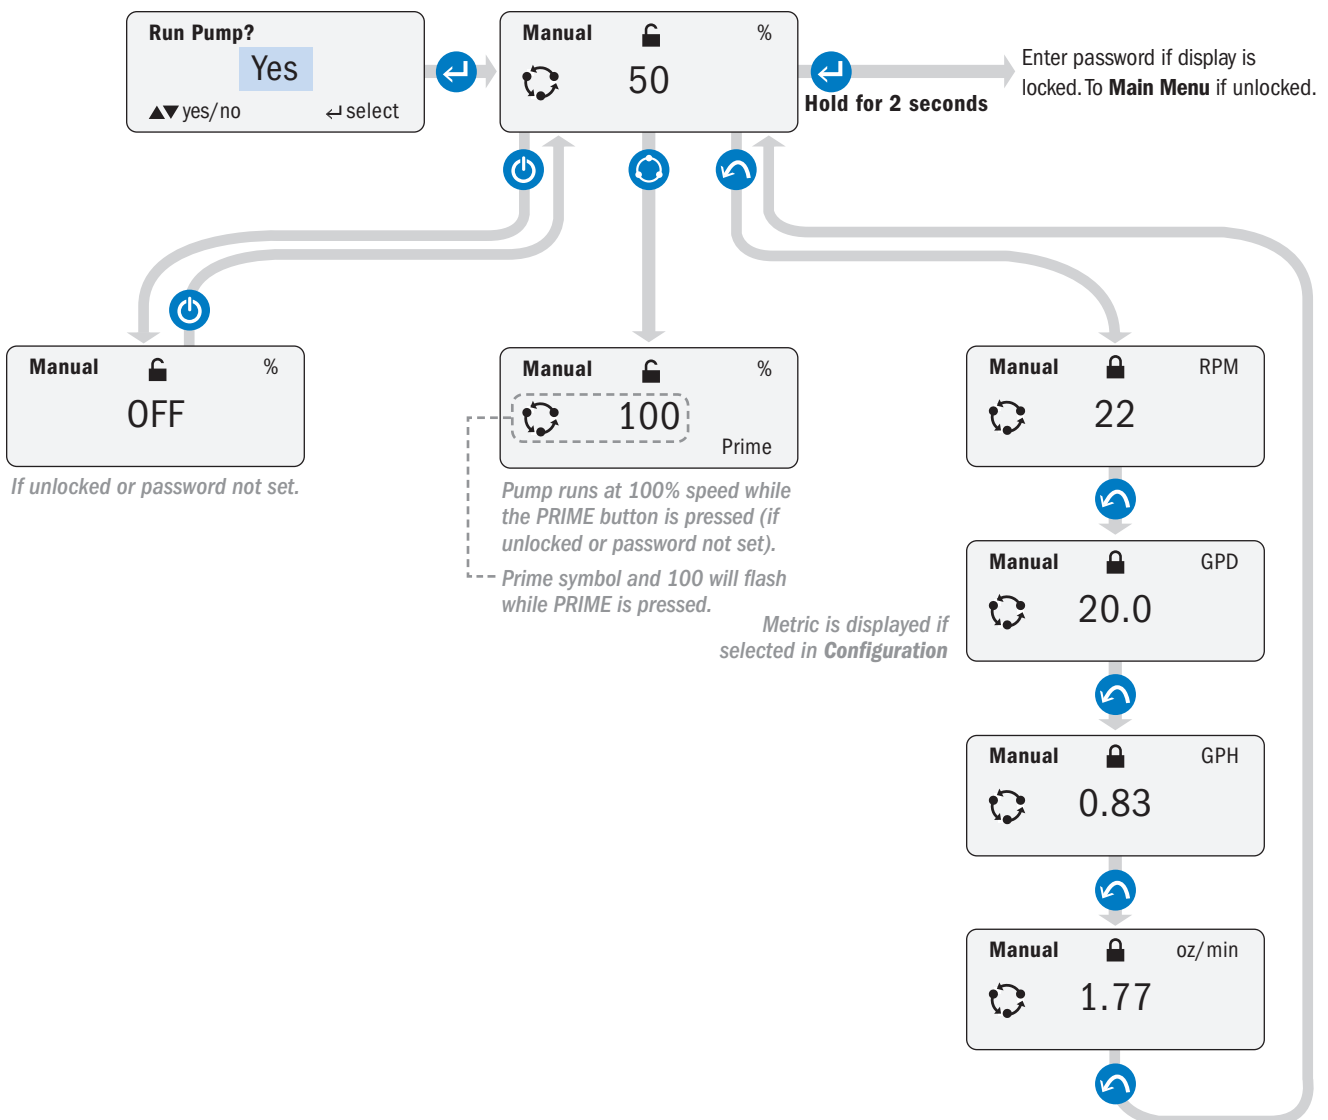 Run Pump?
Yes
▲▼ yes/no ↵ select
Manual %
50
Hold for 2 seconds
Enter password if display is
locked. To Main Menu if unlocked.
Manual %
OFF
If unlocked or password not set.
Manual %
100
Prime
Pump runs at 100% speed while
the PRIME button is pressed (if
unlocked or password not set).
Prime symbol and 100 will flash
while PRIME is pressed.
Manual RPM
22
Manual GPD
20.0
Metric is displayed if
selected in Configuration
Manual GPH
0.83
Manual oz/min
1.77